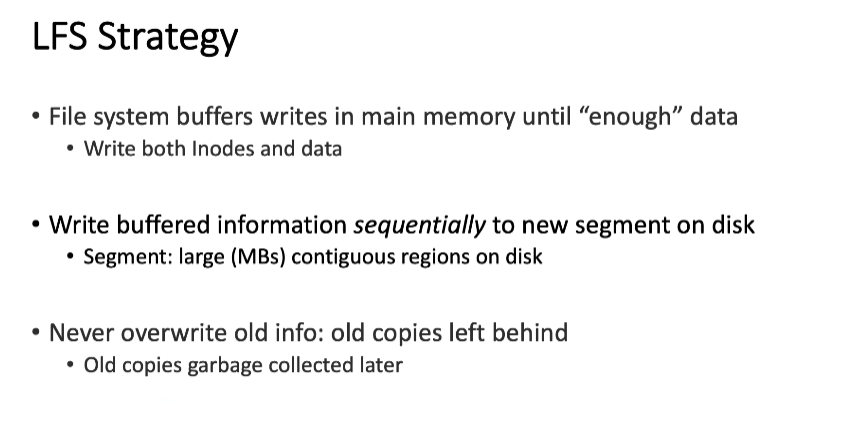 LFS Strategy
• File system buffers writes in main memory until “enough” data
• Write both Inodes and data
• Write buffered information sequentially to new segment on disk
• Segment: large (MBs) contiguous regions on disk
• Never overwrite old info: old copies left behind
• Old copies garbage collected later